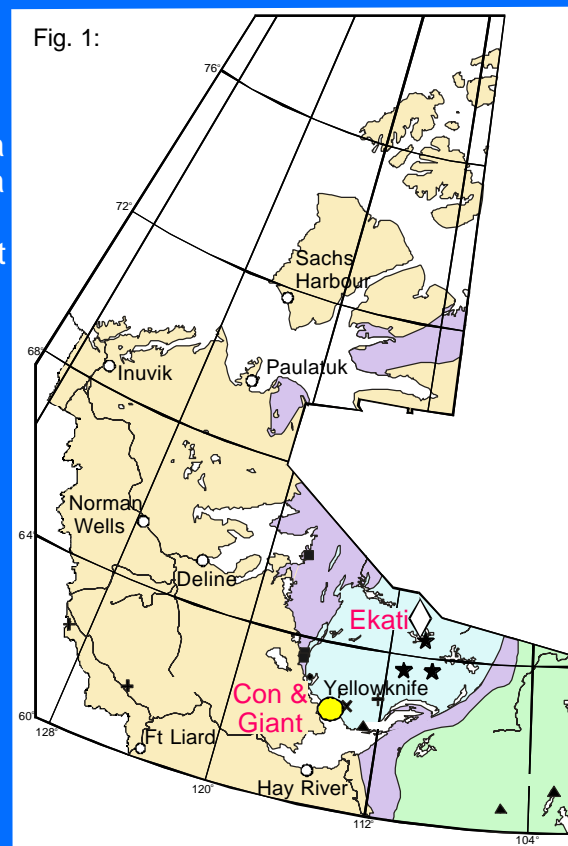 Fig. 1:
76°
a
a
72°
t
Sachs
Harbour
68°
Inuvik
Paulatuk
Norman
Wells
64°
Deline
Ekati
Con &
Giant
Yellowknife
60°
128°
Ft Liard
120°
Hay River
112°
104°